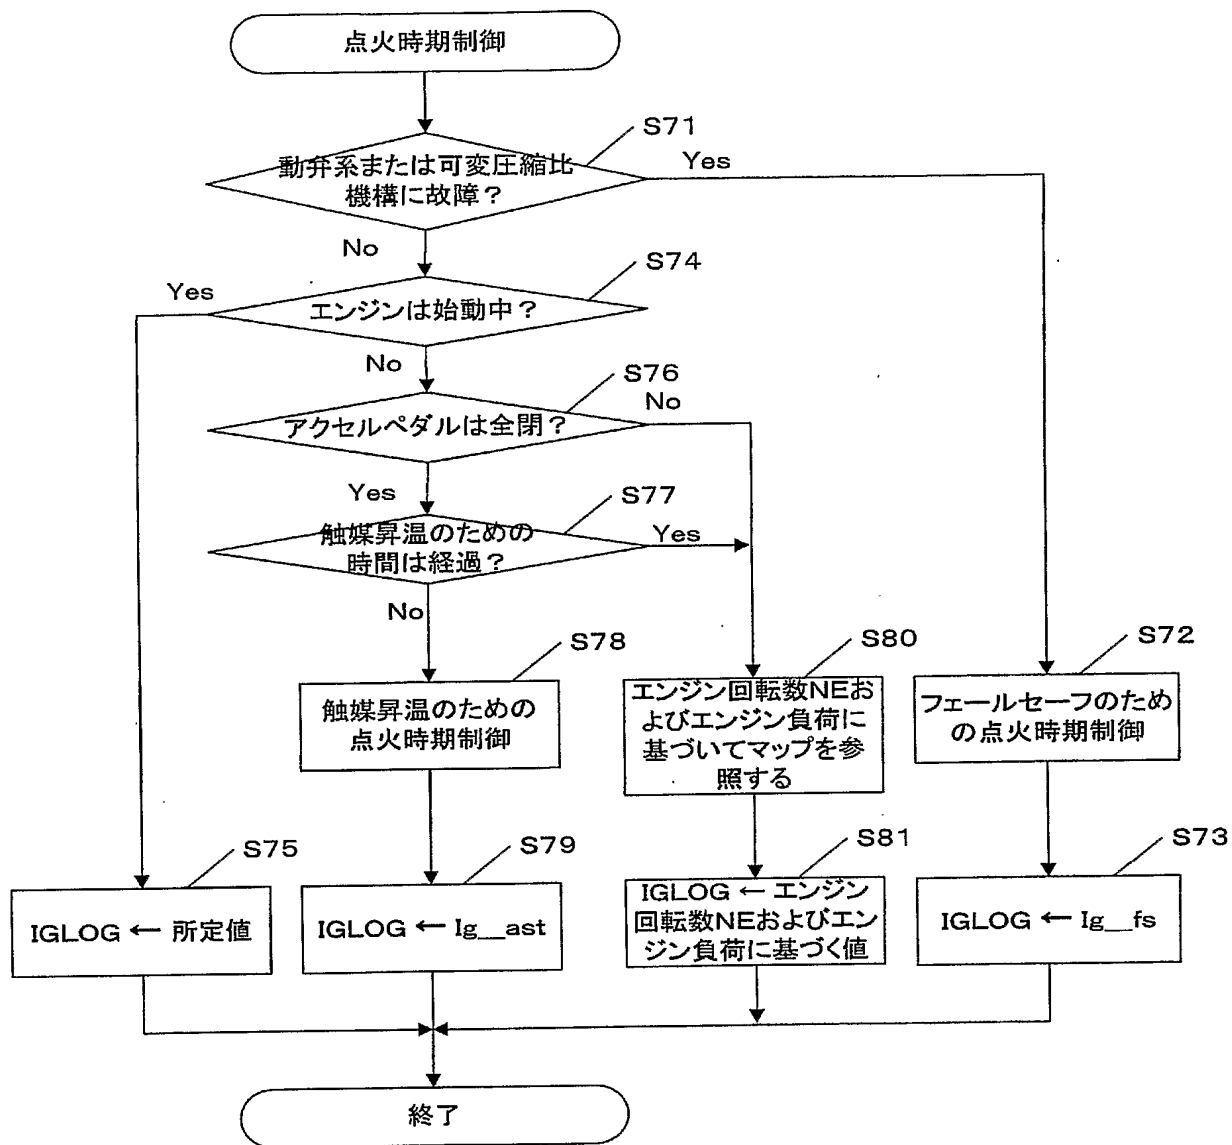 点火時期制御
S71
動弁系または可変圧縮比
機構に故障？
Yes
No
S74
Yes
エンジンは始動中？
No
S76
No
アクセルペダルは全閉？
Yes
S77
触媒昇温のための
時間は経過？
Yes
No
S78
触媒昇温のための
点火時期制御
S80
エンジン回転数NEお
よびエンジン負荷に
基づいてマップを参
照する
S72
フェールセーフのため
の点火時期制御
S75
IGLOG ← 所定値
S79
IGLOG ← Ig__ast
S81
IGLOG ← エンジン
回転数NEおよびエン
ジン負荷に基づく値
S73
IGLOG ← Ig__fs
終了